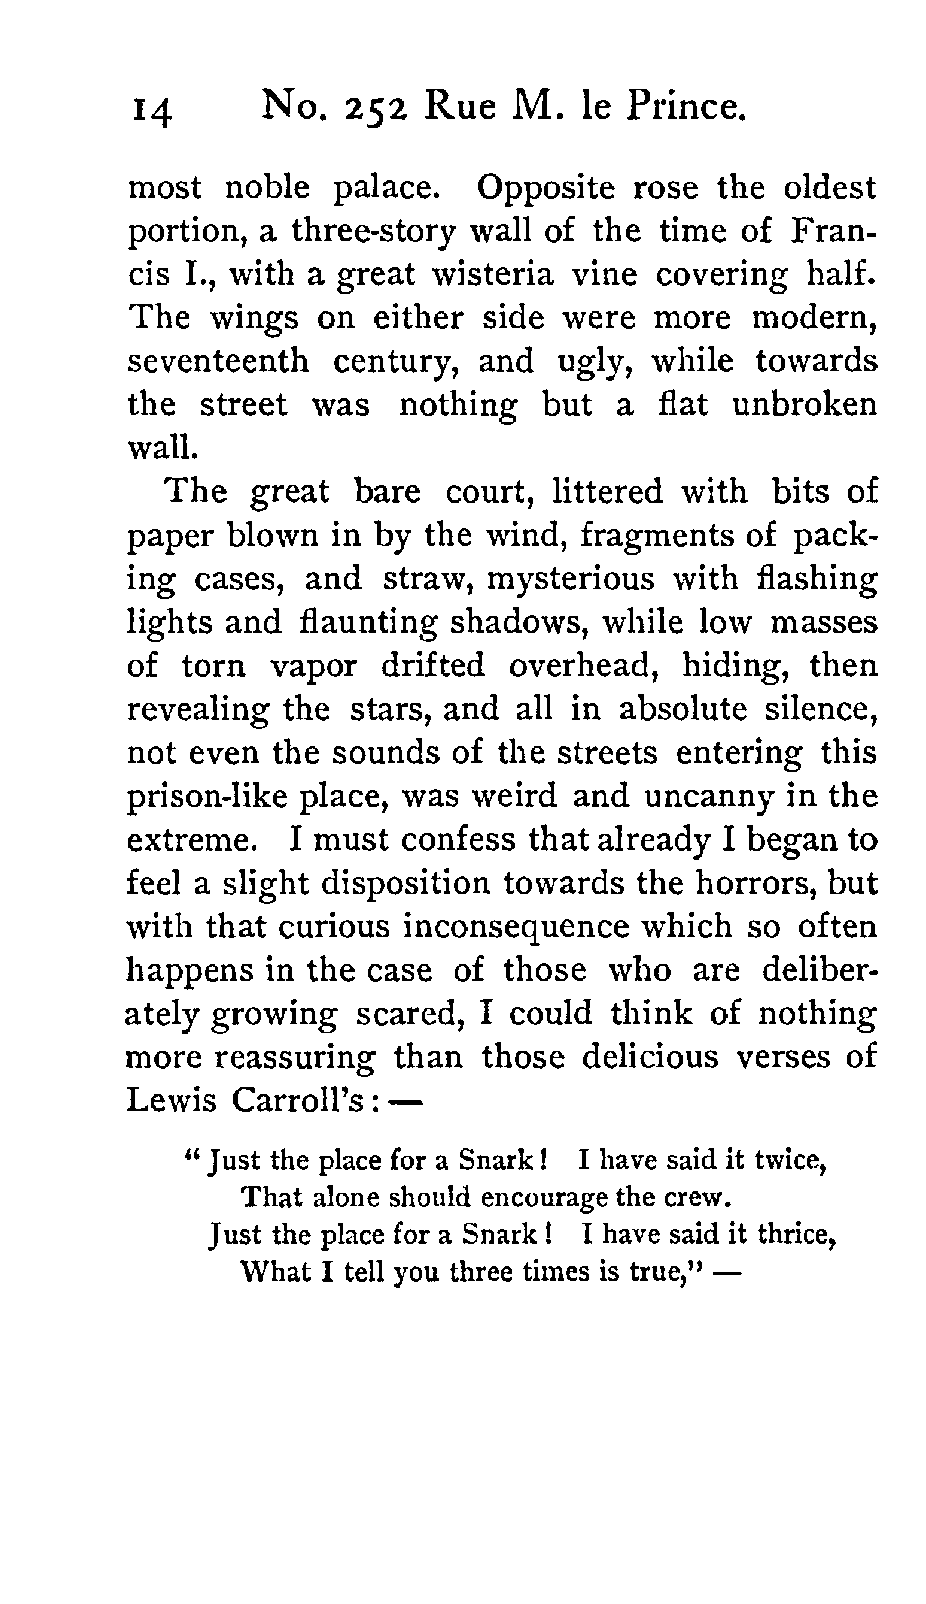 14 No. 252 Rue M. le Prince.
most noble palace. Opposite rose the oldest
portion, a three-story wall of the time of Fran-
cis I., with a great wisteria vine covering half.
The wings on either side were more modern,
seventeenth century, and ugly, while towards
the street was nothing but a flat unbroken
wall.
The great bare court, littered with bits of
paper blown in by the wind, fragments of pack-
ing cases, and straw, mysterious with flashing
lights and flaunting shadows, while low masses
of torn vapor drifted overhead, hiding, then
revealing the stars, and all in absolute silence,
not even the sounds of the streets entering this
prison-like place, was weird and uncanny in the
extreme. I must confess that already I began to
feel a slight disposition towards the horrors, but
with that curious inconsequence which so often
happens in the case of those who are deliber-
ately growing scared, I could think of nothing
more reassuring than those delicious verses of
Lewis Carroll's: —
"Just the place for a Snark! I have said it twice,
That alone should encourage the crew.
Just the place for a Snark! I have said it thrice,
What I tell you three times is true," —